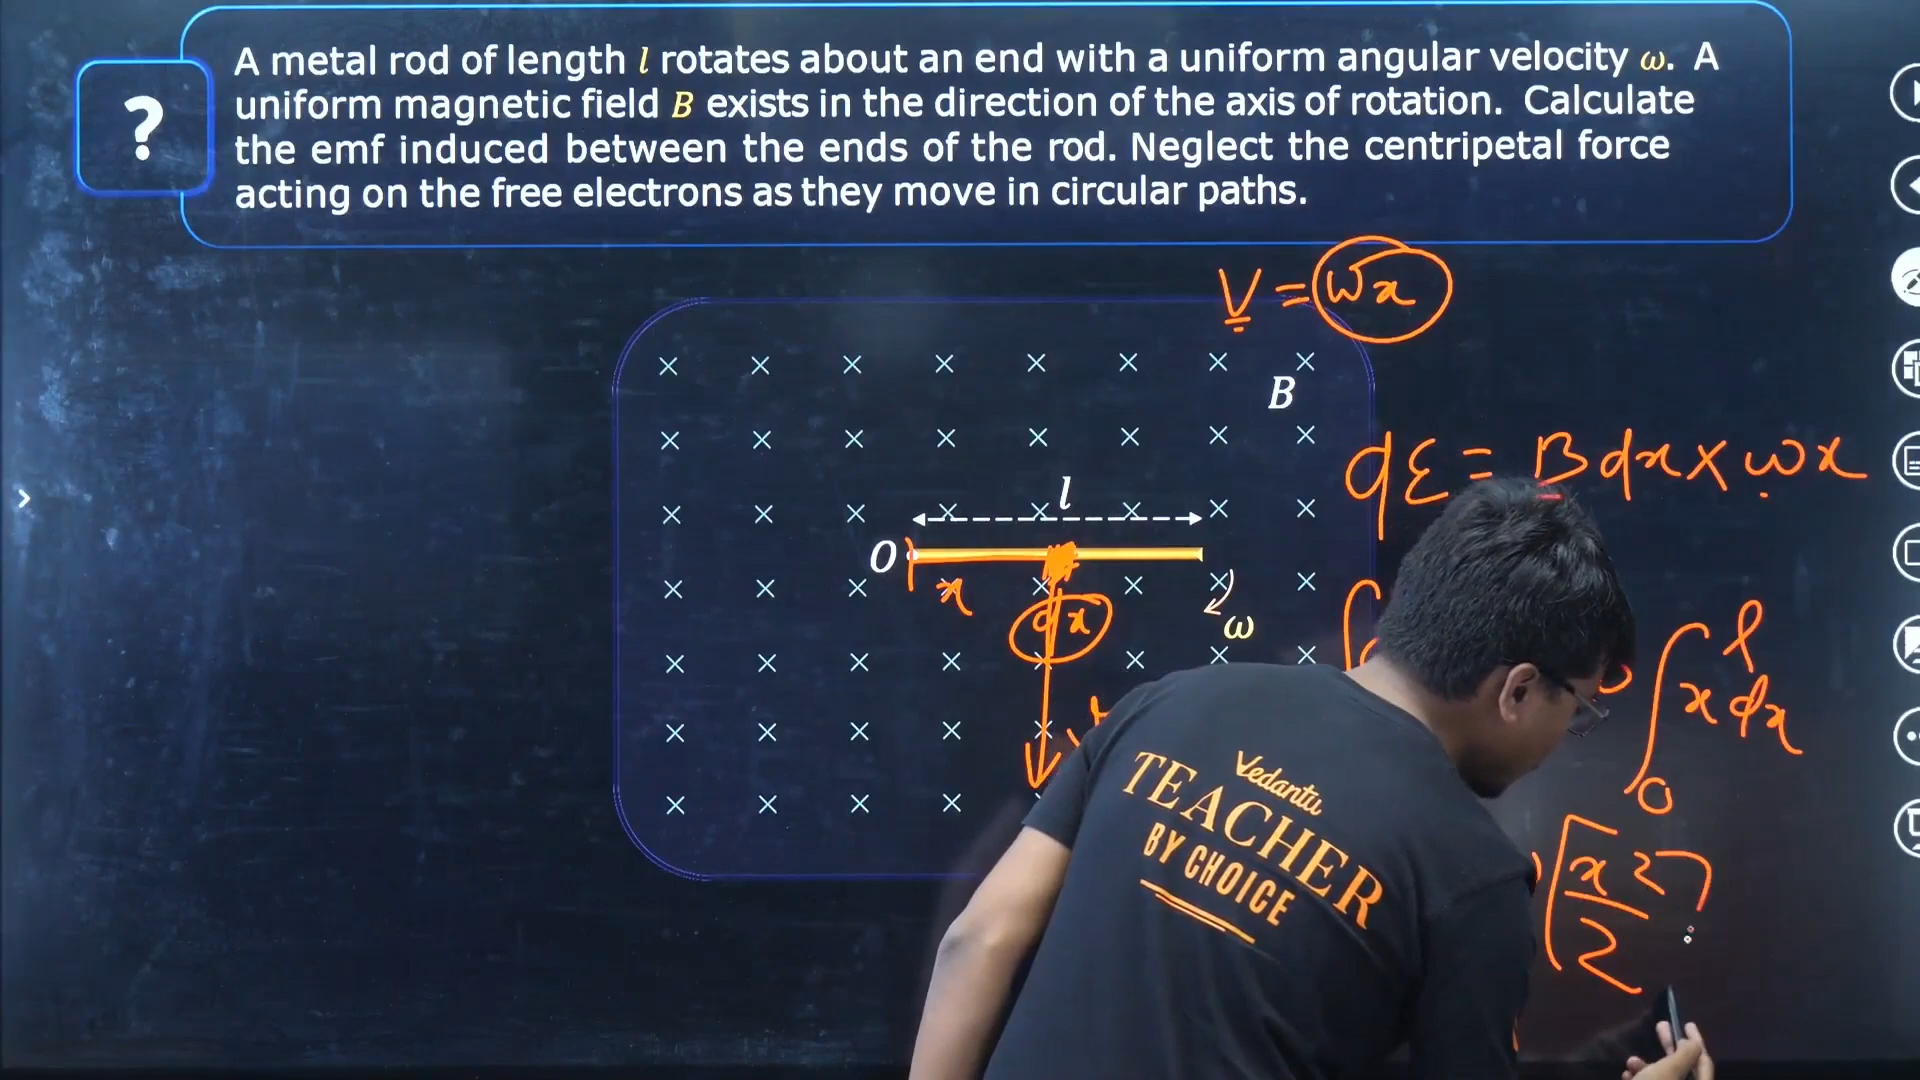 ?
A metal rod of length l rotates about an end with a uniform angular velocity ω. A
uniform magnetic field B exists in the direction of the axis of rotation. Calculate
the emf induced between the ends of the rod. Neglect the centripetal force
acting on the free electrons as they move in circular paths.
V = ωx
B
dε = B dx × ωx
l
O
x
dx
ω
∫ l
x dx
0
[x2
2
Vedantu
TEACHER
BY CHOICE